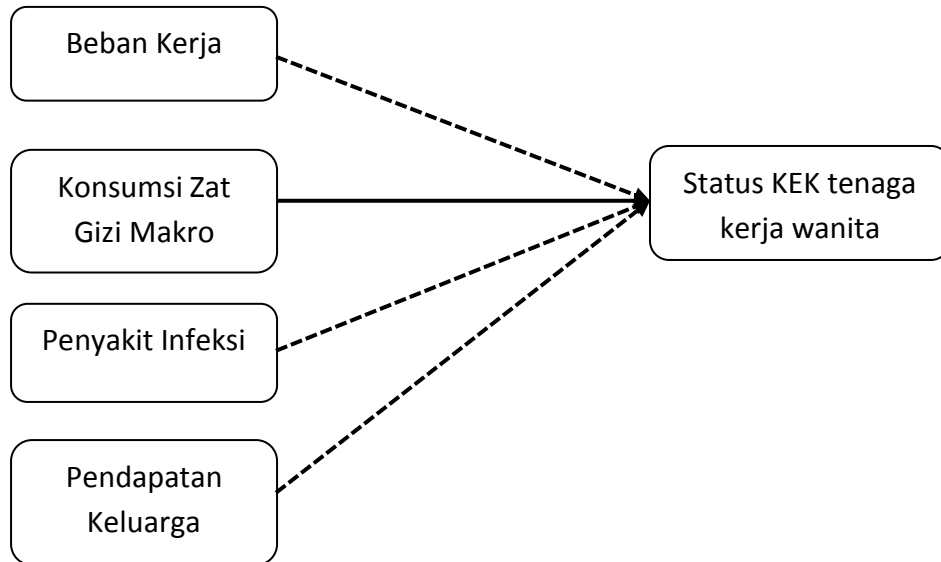 Beban Kerja
Konsumsi Zat
Gizi Makro
Penyakit Infeksi
Pendapatan
Keluarga
Status KEK tenaga
kerja wanita